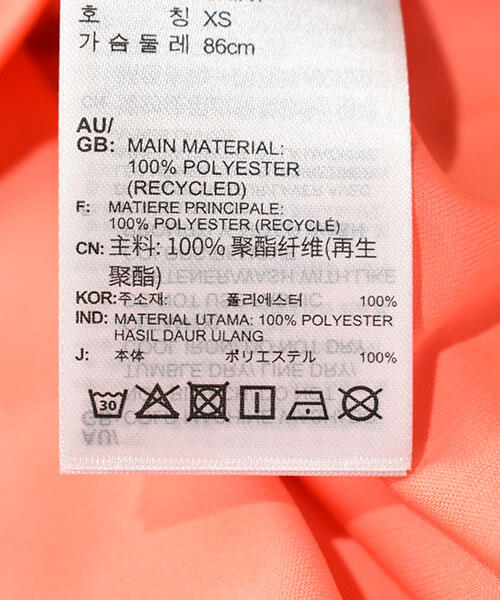 호 칭 XS
가슴둘레 86cm
AU/
GB: MAIN MATERIAL:
100% POLYESTER
(RECYCLED)
F: MATIERE PRINCIPALE:
100% POLYESTER (RECYCLÉ)
CN: 主料: 100% 聚酯纤维(再生
聚酯)
KOR: 주소재: 폴리에스터 100%
IND: MATERIAL UTAMA: 100% POLYESTER
HASIL DAUR ULANG
J: 本体 ポリエステル 100%
30